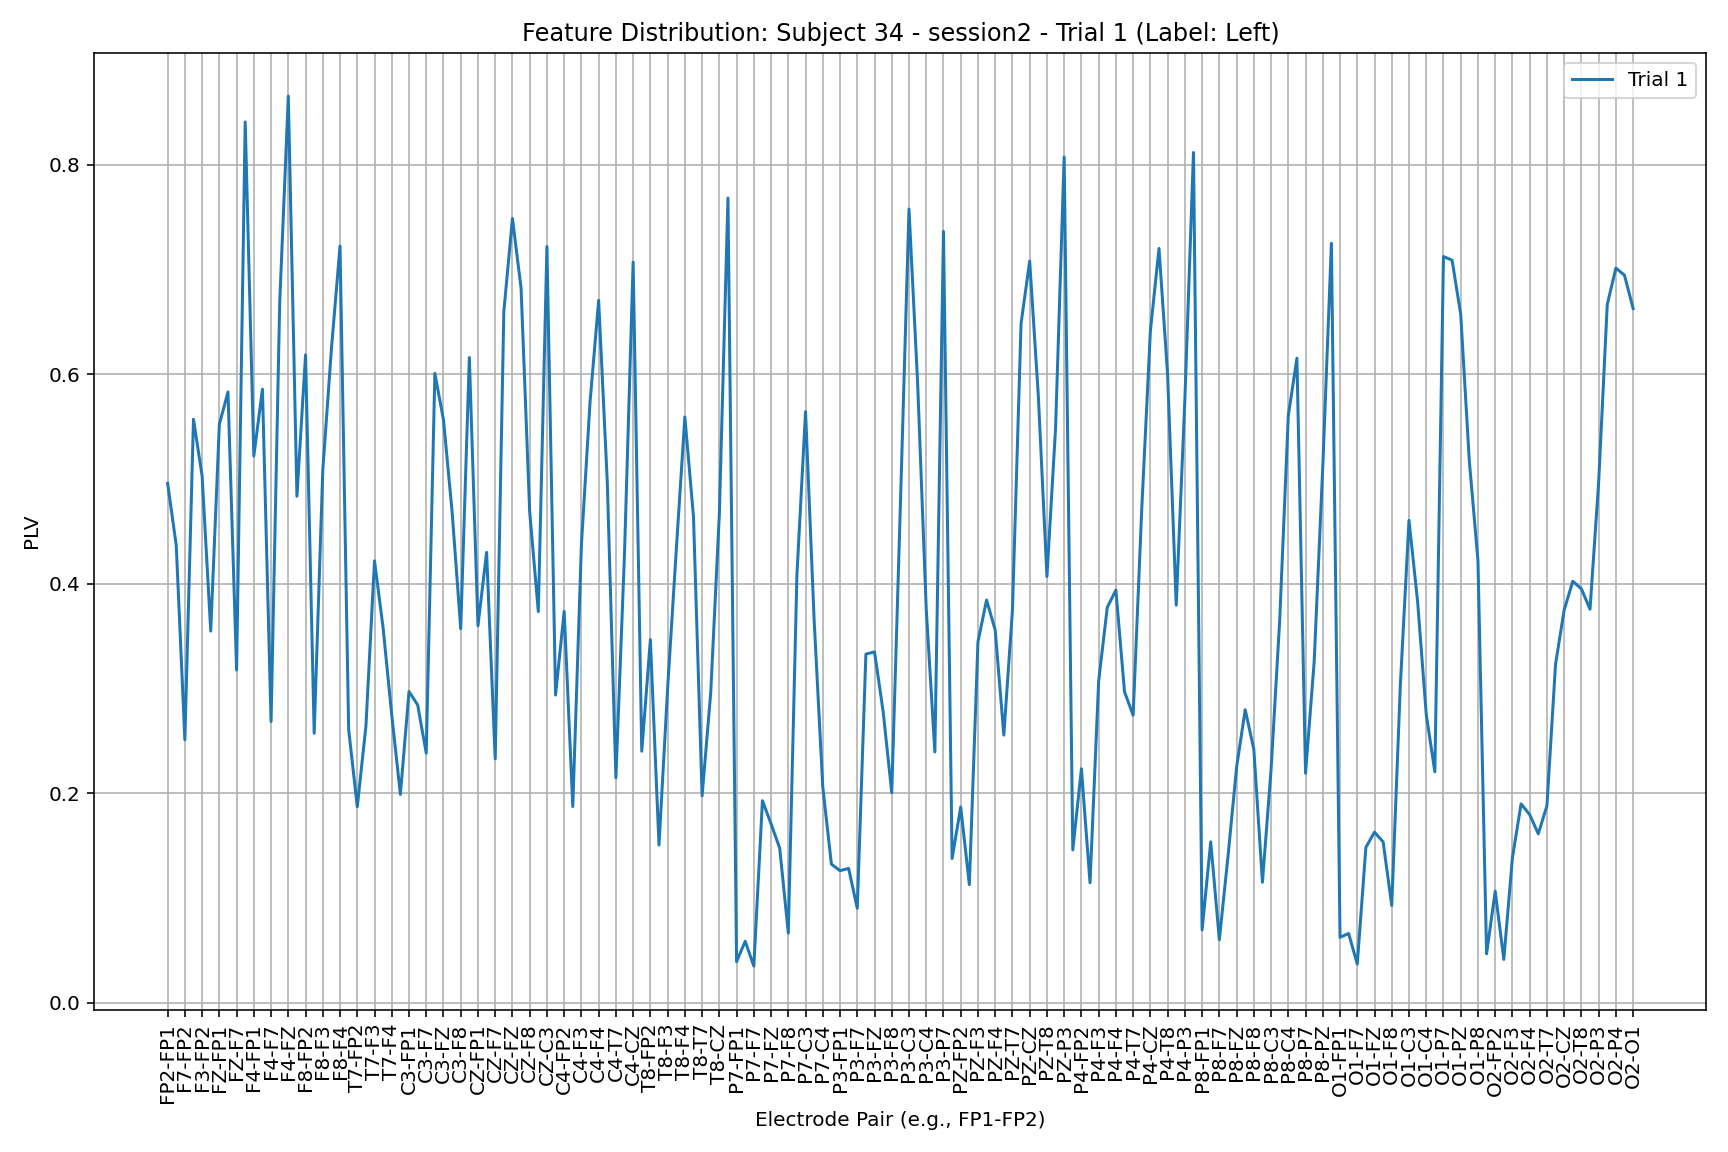 Feature Distribution: Subject 34 - session2 - Trial 1 (Label: Left)
Trial 1
PLV
0.8
0.6
0.4
0.2
0.0
FP2-FP1
F7-FP2
F3-FP2
FZ-FP1
FZ-F7
F4-FP1
F4-F7
F4-FZ
F8-FP2
F8-F3
F8-F4
T7-FP2
T7-F3
T7-F4
C3-FP1
C3-F7
C3-FZ
C3-F8
CZ-FP1
CZ-F7
CZ-FZ
CZ-F8
CZ-C3
C4-FP2
C4-F3
C4-F4
C4-T7
C4-CZ
T8-FP2
T8-F3
T8-F4
T8-T7
T8-CZ
P7-FP1
P7-F7
P7-FZ
P7-F8
P7-C3
P7-C4
P3-FP1
P3-F7
P3-FZ
P3-F8
P3-C3
P3-C4
P3-P7
PZ-FP2
PZ-F3
PZ-F4
PZ-T7
PZ-CZ
PZ-T8
PZ-P3
P4-FP2
P4-F3
P4-F4
P4-T7
P4-CZ
P4-T8
P4-P3
P8-FP1
P8-F7
P8-FZ
P8-F8
P8-C3
P8-C4
P8-P7
P8-PZ
O1-FP1
O1-F7
O1-FZ
O1-F8
O1-C3
O1-C4
O1-P7
O1-PZ
O1-P8
O2-FP2
O2-F3
O2-F4
O2-T7
O2-CZ
O2-T8
O2-P3
O2-P4
O2-O1
Electrode Pair (e.g., FP1-FP2)